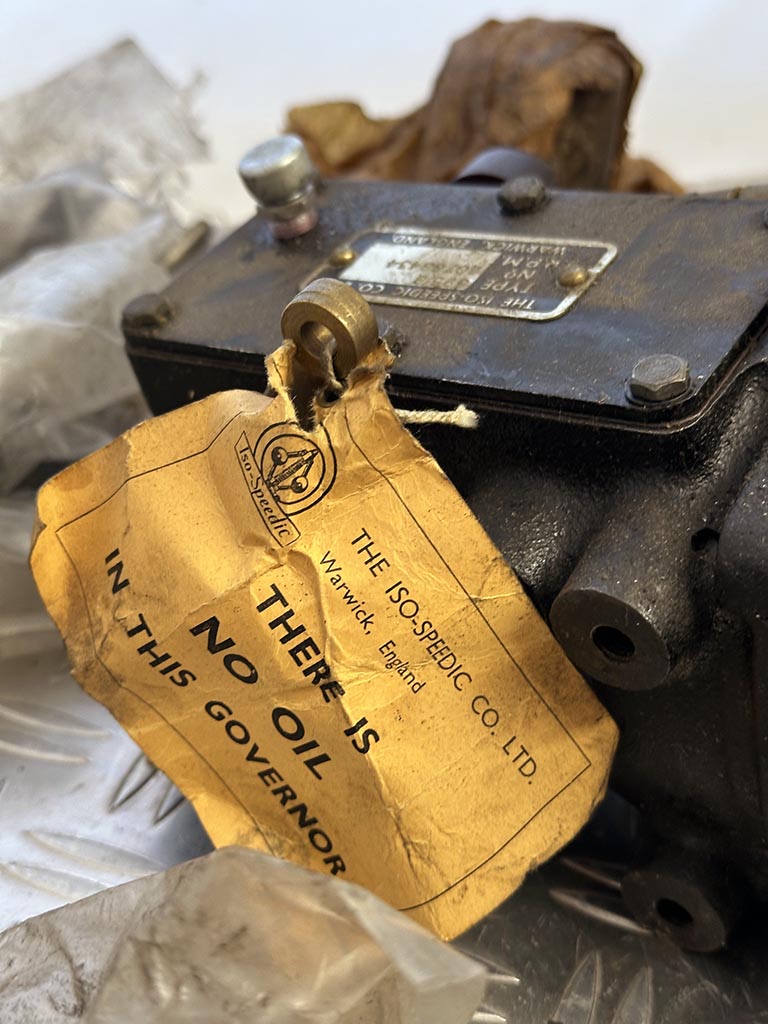 THE ISO-SPEEDIC CO.
TYPE
NO
M.P.M.
WARWICK, ENGLAND
Iso-Speedic
THE ISO-SPEEDIC CO. LTD.
Warwick, England
THERE IS
NO OIL
IN THIS GOVERNOR